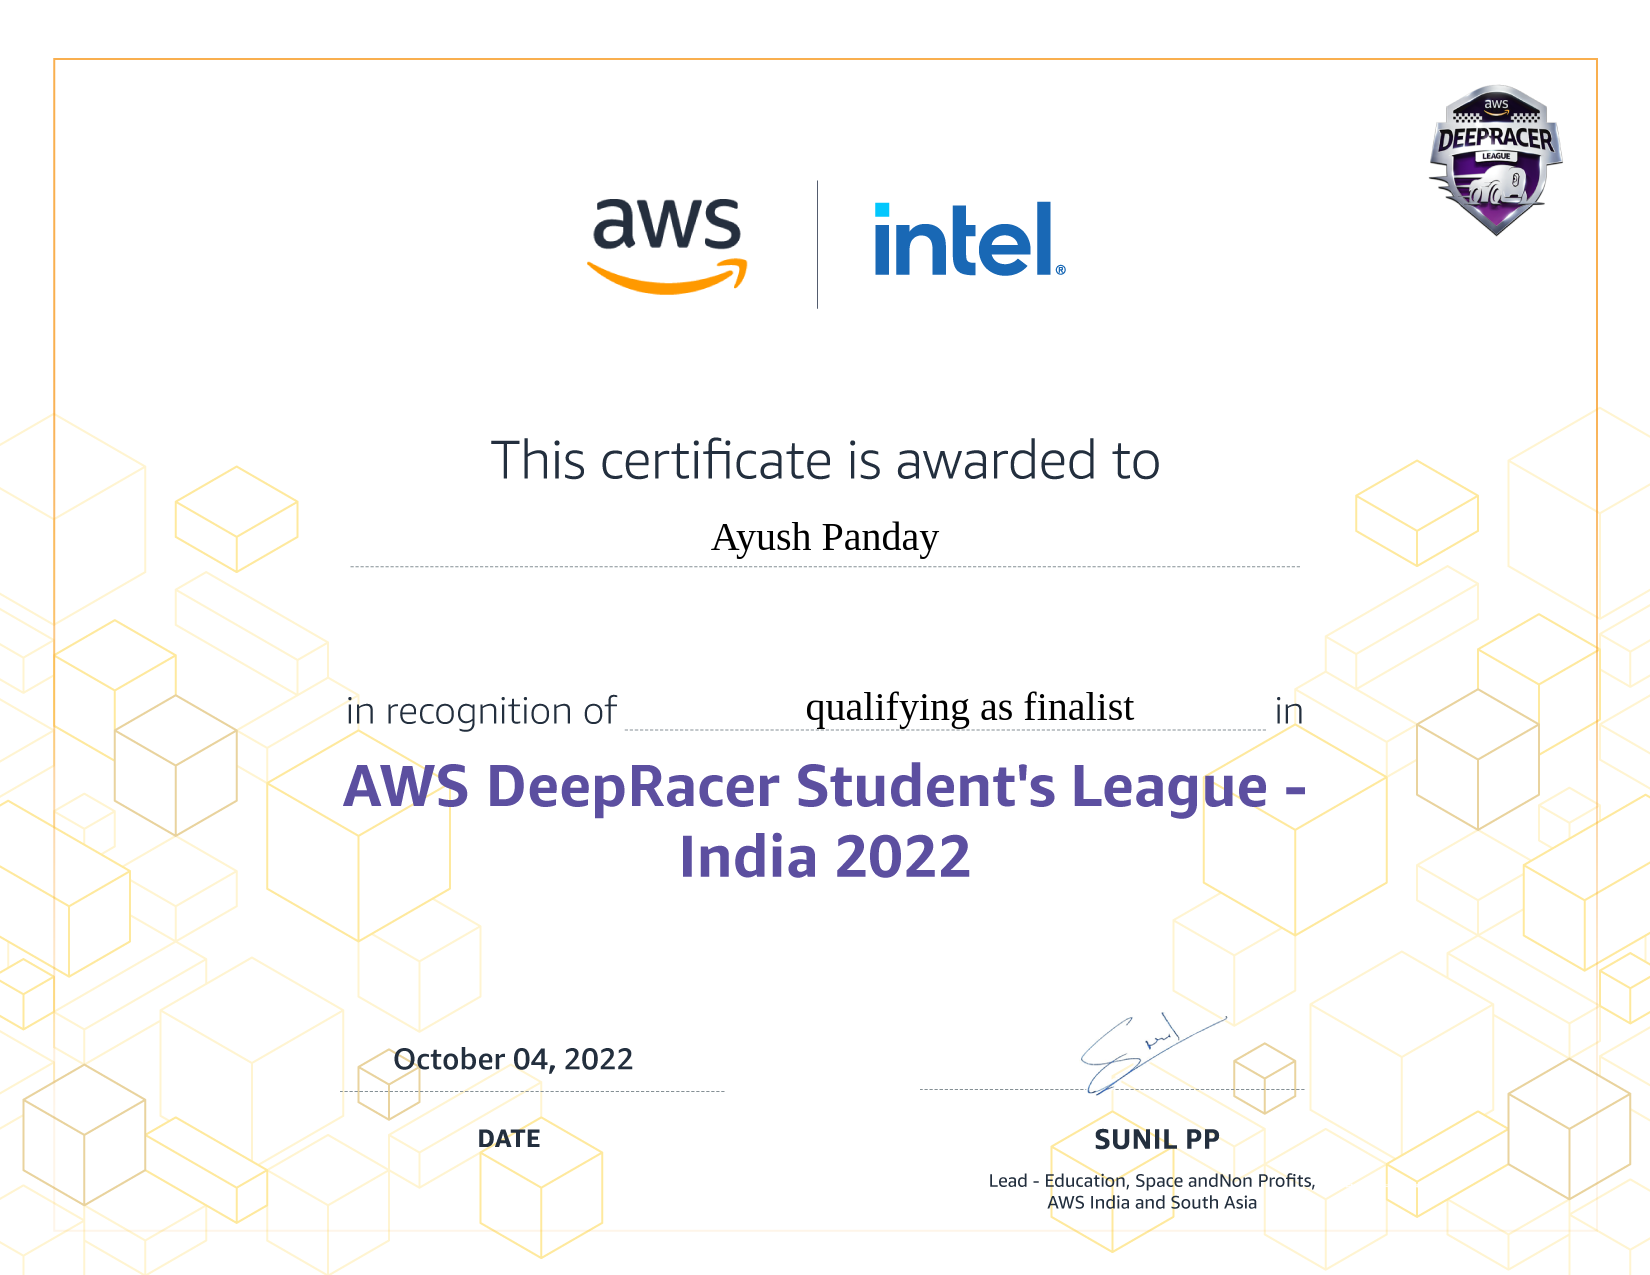 aws
DEEPRACER
LEAGUE
aws
intel®
This certificate is awarded to
Ayush Panday
in recognition of qualifying as finalist in
AWS DeepRacer Student's League -
India 2022
October 04, 2022
DATE
SUNIL PP
Lead - Education, Space andNon Profits,
AWS India and South Asia